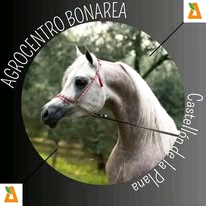 AGROCENTRO BONAREA
Castellón de la Plana